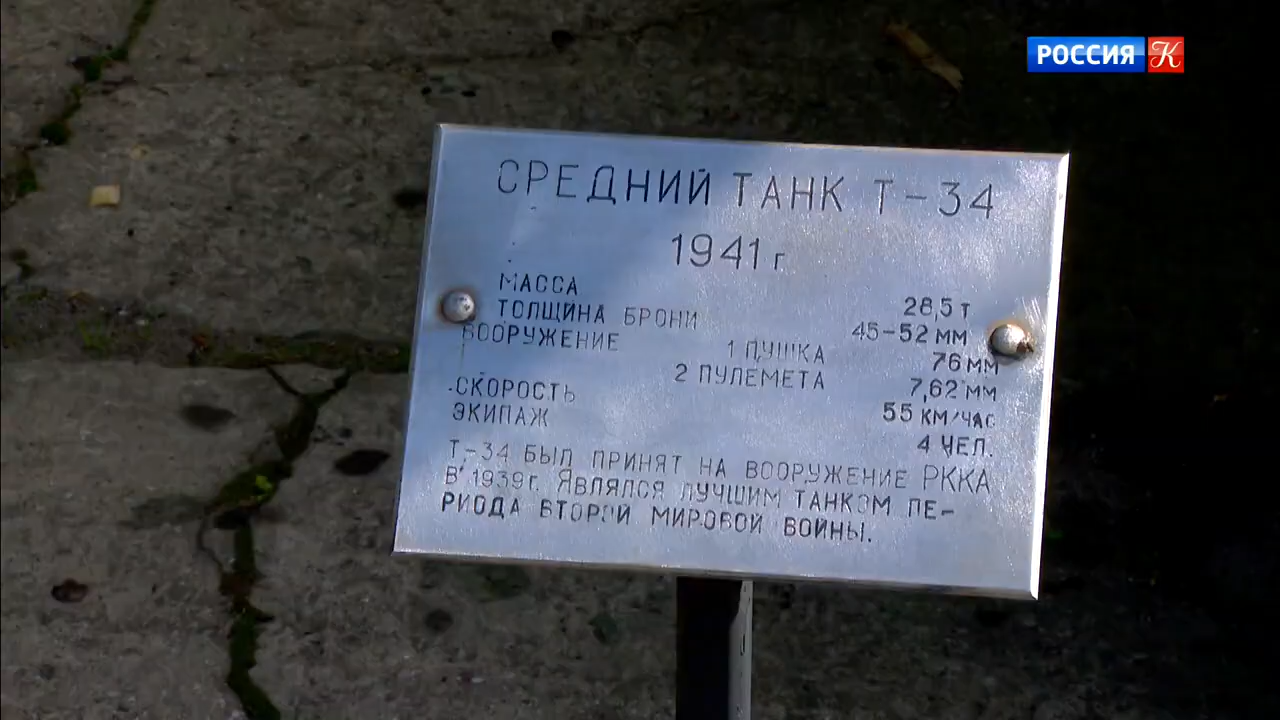 РОССИЯ К
СРЕДНИЙ ТАНК Т-34
1941 г
МАССА 28,5 т
ТОЛЩИНА БРОНИ 45-52 мм
ВООРУЖЕНИЕ 1 ПУШКА 76 мм
2 ПУЛЕМЕТА 7,62 мм
СКОРОСТЬ 55 км/час
ЭКИПАЖ 4 ЧЕЛ.
Т-34 БЫЛ ПРИНЯТ НА ВООРУЖЕНИЕ РККА
В 1939 г. ЯВЛЯЛСЯ ЛУЧШИМ ТАНКОМ ПЕ-
РИОДА ВТОРОЙ МИРОВОЙ ВОЙНЫ.